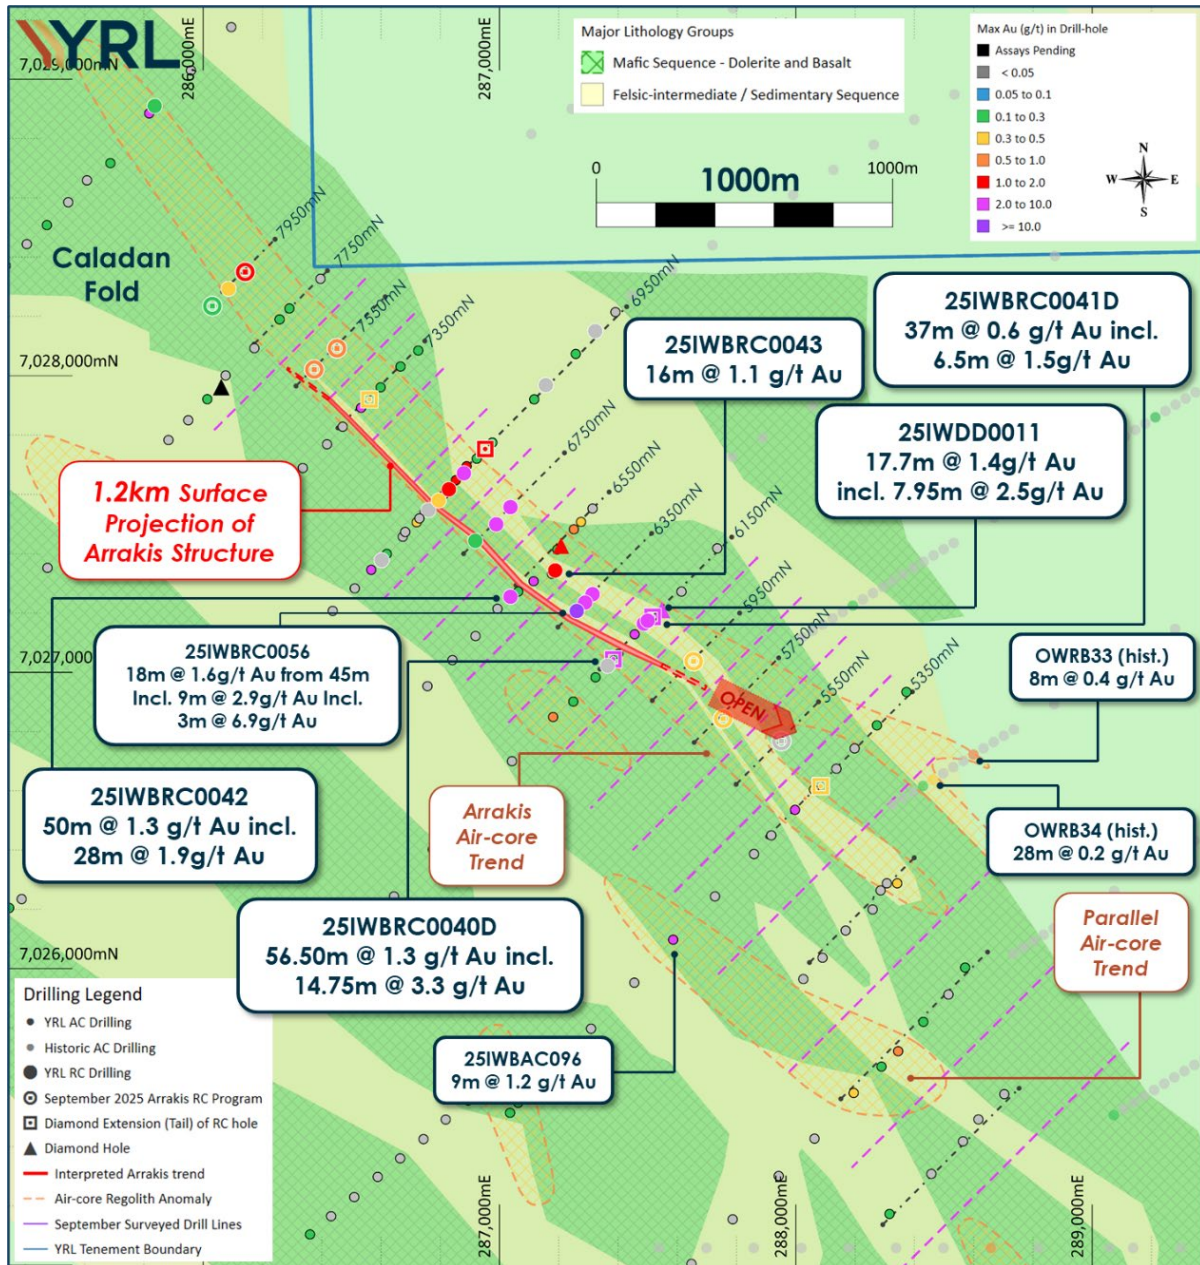 YRL
7,029,000mN
286,000mE
287,000mE
Major Lithology Groups
Mafic Sequence - Dolerite and Basalt
Felsic-intermediate / Sedimentary Sequence
Max Au (g/t) in Drill-hole
Assays Pending
< 0.05
0.05 to 0.1
0.1 to 0.3
0.3 to 0.5
0.5 to 1.0
1.0 to 2.0
2.0 to 10.0
>= 10.0
N
W E
S
0 1000m 1000m
Caladan
Fold
7950mN
7750mN
7550mN
7350mN
6950mN
6750mN
6550mN
6350mN
6150mN
5950mN
5750mN
5550mN
5350mN
7,028,000mN
25IWBRC0043
16m @ 1.1 g/t Au
25IWBRC0041D
37m @ 0.6 g/t Au incl.
6.5m @ 1.5g/t Au
25IWDD0011
17.7m @ 1.4g/t Au
incl. 7.95m @ 2.5g/t Au
1.2km Surface
Projection of
Arrakis Structure
7,027,000
25IWBRC0056
18m @ 1.6g/t Au from 45m
Incl. 9m @ 2.9g/t Au Incl.
3m @ 6.9g/t Au
OPEN
OWRB33 (hist.)
8m @ 0.4 g/t Au
25IWBRC0042
50m @ 1.3 g/t Au incl.
28m @ 1.9g/t Au
Arrakis
Air-core
Trend
OWRB34 (hist.)
28m @ 0.2 g/t Au
25IWBRC0040D
56.50m @ 1.3 g/t Au incl.
14.75m @ 3.3 g/t Au
Parallel
Air-core
Trend
7,026,000mN
25IWBAC096
9m @ 1.2 g/t Au
Drilling Legend
YRL AC Drilling
Historic AC Drilling
YRL RC Drilling
September 2025 Arrakis RC Program
Diamond Extension (Tail) of RC hole
Diamond Hole
Interpreted Arrakis trend
Air-core Regolith Anomaly
September Surveyed Drill Lines
YRL Tenement Boundary
287,000mE
288,000mE
289,000mE